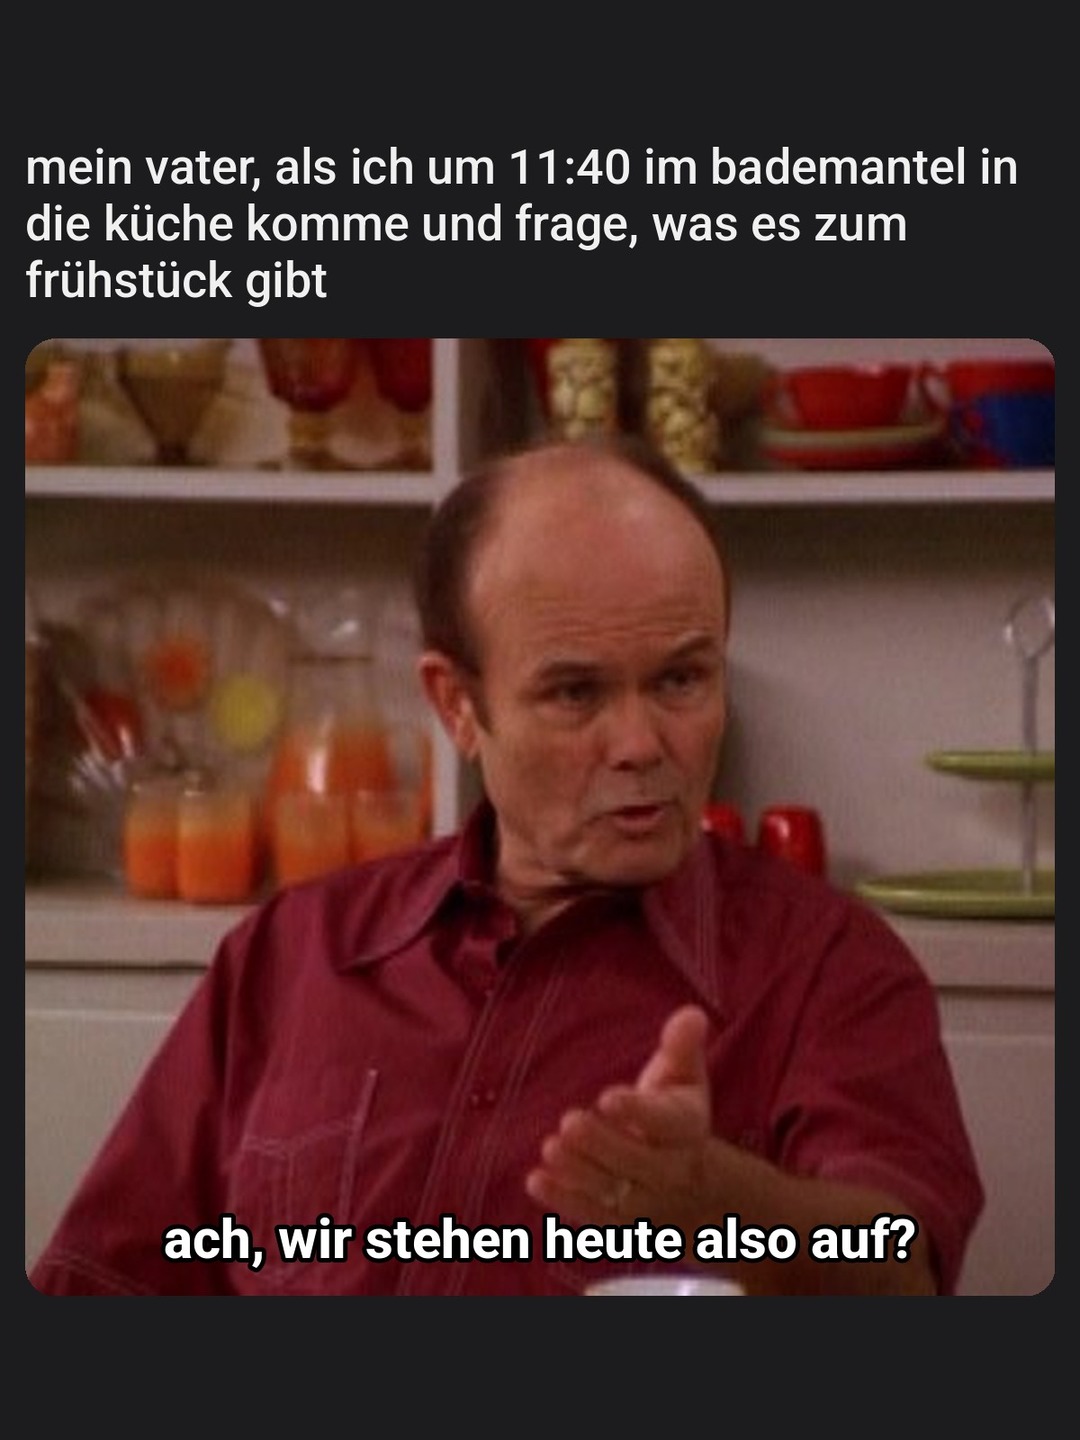 mein vater, als ich um 11:40 im bademantel in
die küche komme und frage, was es zum
frühstück gibt
ach, wir stehen heute also auf?